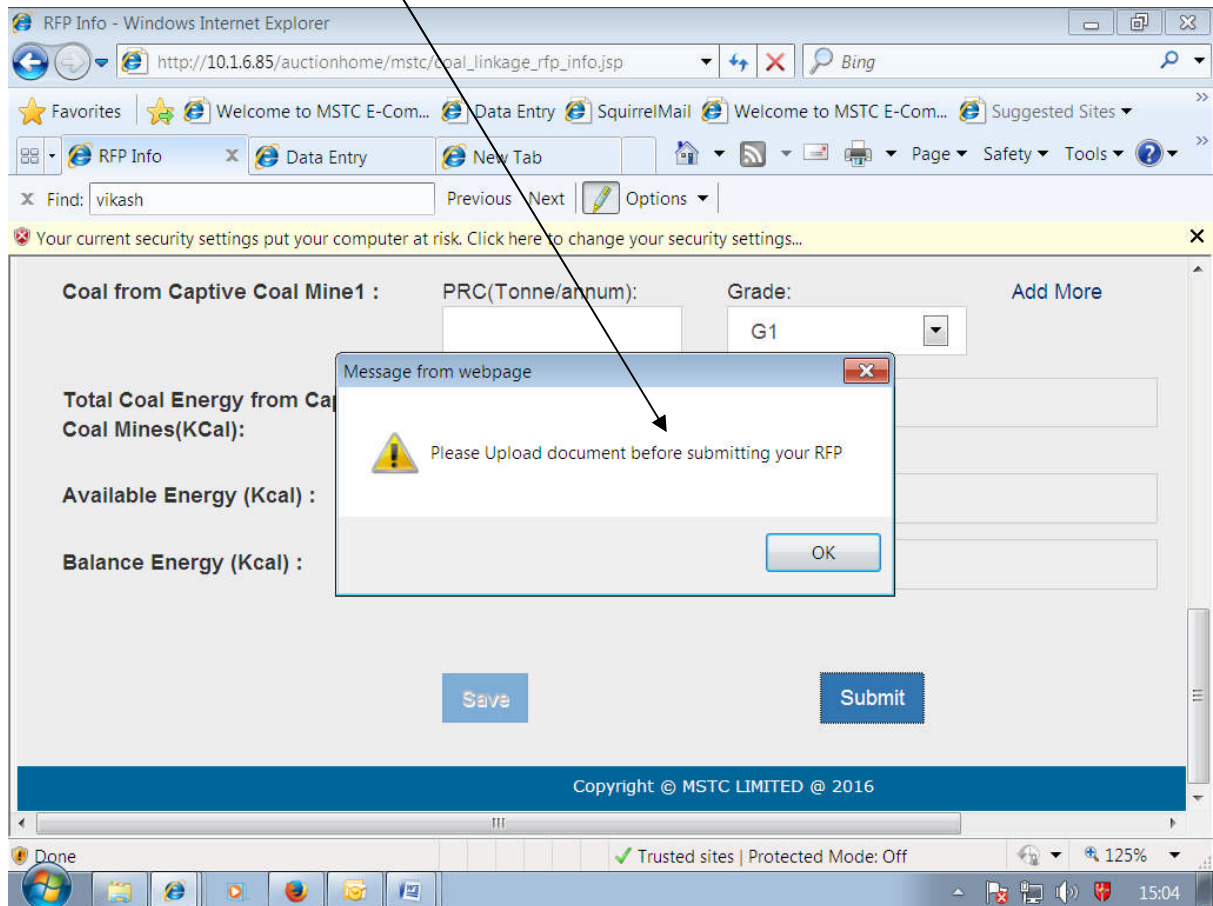 RFP Info - Windows Internet Explorer
http://10.1.6.85/auctionhome/mstc/coal_linkage_rfp_info.jsp
Bing
Favorites
Welcome to MSTC E-Com...
Data Entry
SquirrelMail
Welcome to MSTC E-Com...
Suggested Sites
RFP Info
Data Entry
New Tab
Page
Safety
Tools
x Find: vikash
Previous Next
Options
Your current security settings put your computer at risk. Click here to change your security settings...
Coal from Captive Coal Mine1 :
PRC(Tonne/annum):
Grade:
Add More
G1
Message from webpage
Total Coal Energy from Cap
Coal Mines(KCal):
Please Upload document before submitting your RFP
Available Energy (Kcal) :
OK
Balance Energy (Kcal) :
Save
Submit
Copyright © MSTC LIMITED @ 2016
Done
Trusted sites | Protected Mode: Off
125%
15:04